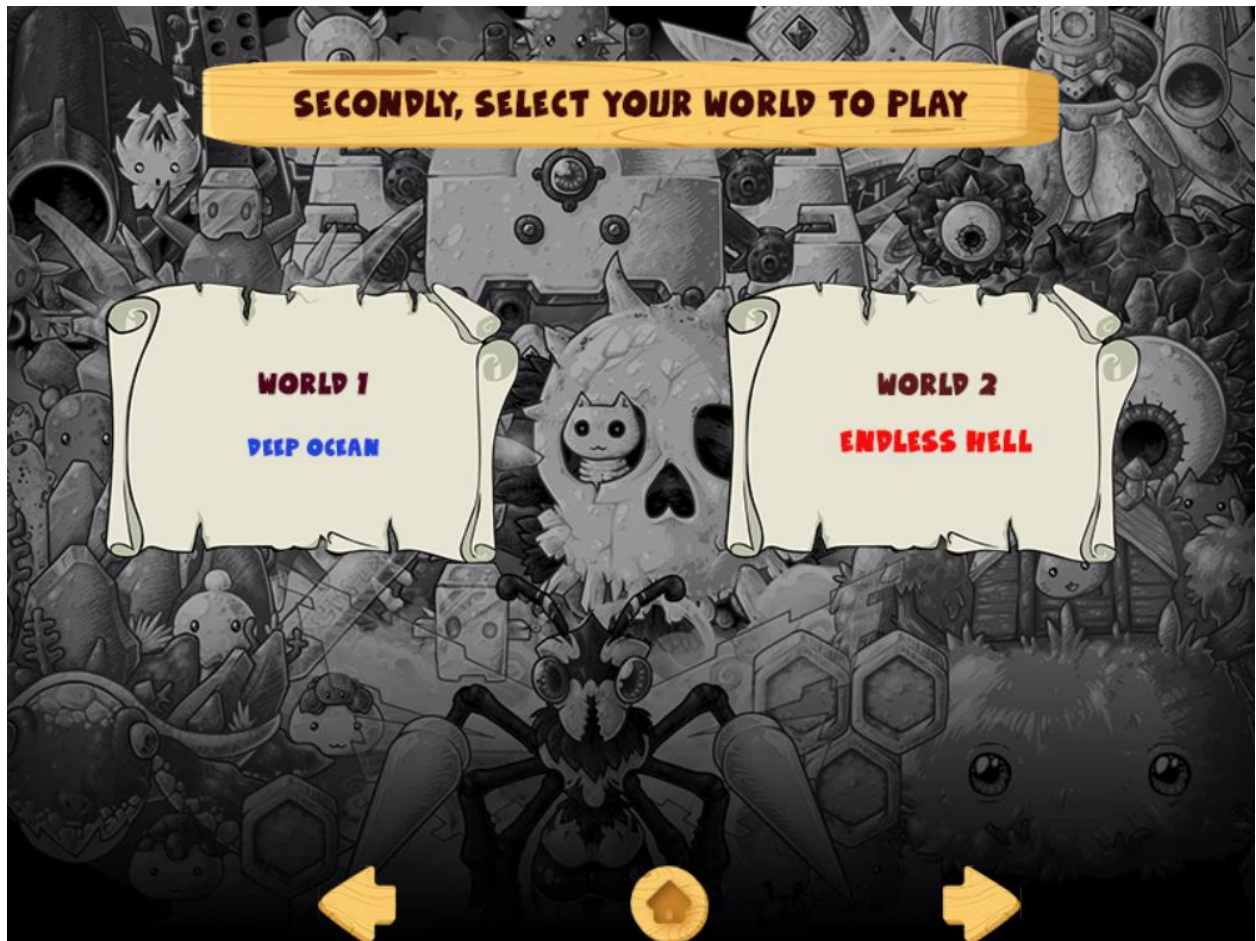 SECONDLY, SELECT YOUR WORLD TO PLAY
WORLD 1
DEEP OCEAN
WORLD 2
ENDLESS HELL